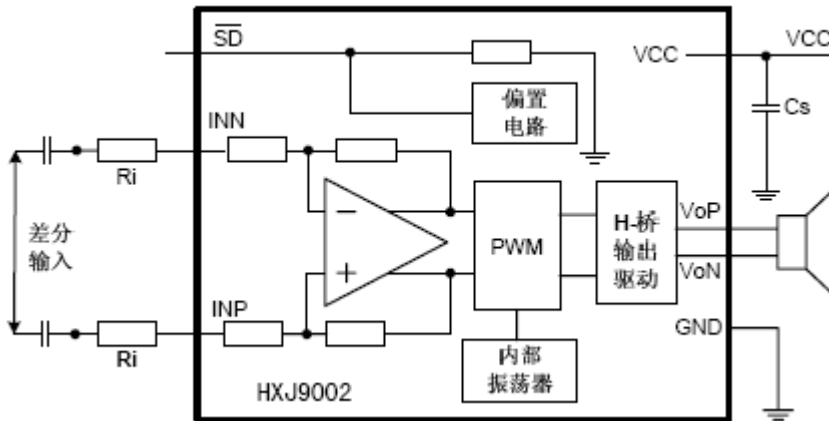 SD
VCC
VCC
偏置
电路
Cs
INN
Ri
差分
输入
PWM
H-桥
输出
驱动
VoP
VoN
INP
Ri
GND
内部
振荡器
HXJ9002